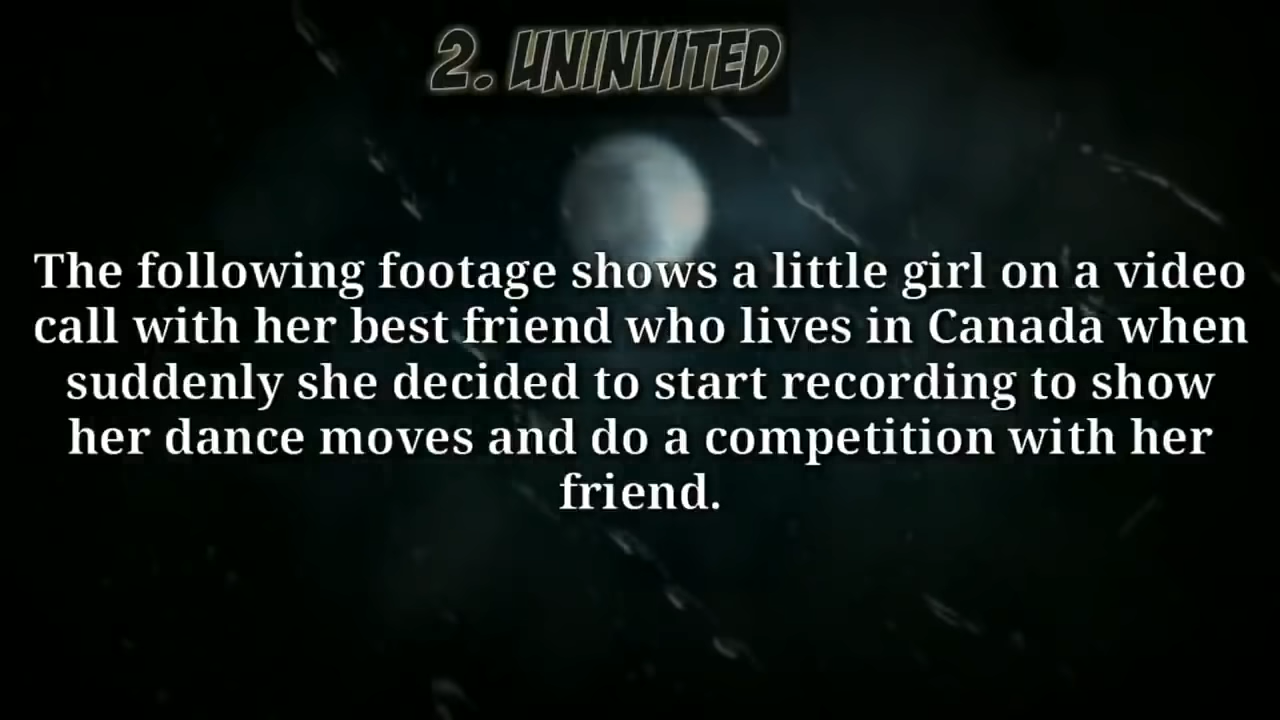 2. UNINVITED
The following footage shows a little girl on a video
call with her best friend who lives in Canada when
suddenly she decided to start recording to show
her dance moves and do a competition with her
friend.